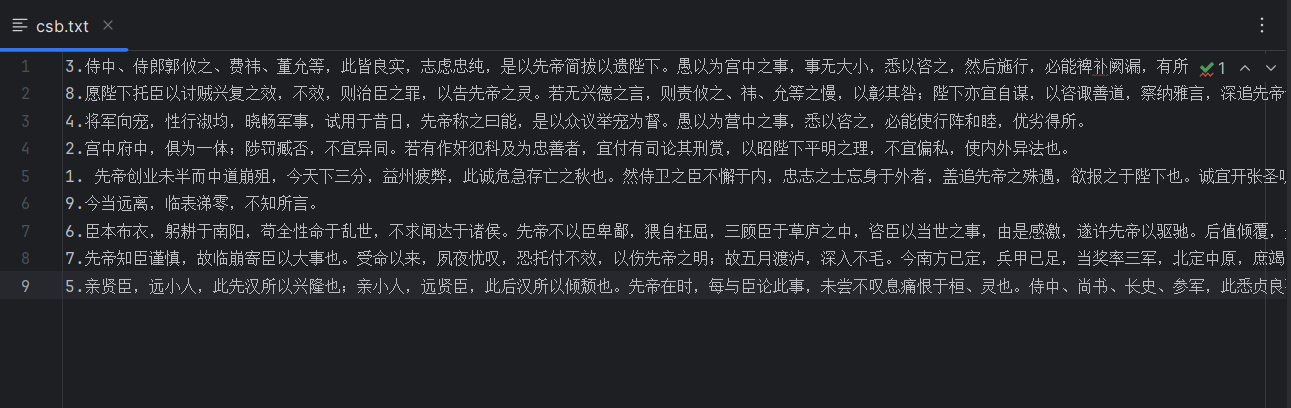 csb.txt
1 3.侍中、侍郎郭攸之、费祎、董允等，此皆良实，志虑忠纯，是以先帝简拔以遗陛下。愚以为宫中之事，事无大小，悉以咨之，然后施行，必能裨补阙漏，有所 1
2 8.愿陛下托臣以讨贼兴复之效，不效，则治臣之罪，以告先帝之灵。若无兴德之言，则责攸之、祎、允等之慢，以彰其咎；陛下亦宜自谋，以咨诹善道，察纳雅言，深追先帝
3 4.将军向宠，性行淑均，晓畅军事，试用于昔日，先帝称之曰能，是以众议举宠为督。愚以为营中之事，悉以咨之，必能使行阵和睦，优劣得所。
4 2.宫中府中，俱为一体；陟罚臧否，不宜异同。若有作奸犯科及为忠善者，宜付有司论其刑赏，以昭陛下平明之理，不宜偏私，使内外异法也。
5 1. 先帝创业未半而中道崩殂，今天下三分，益州疲弊，此诚危急存亡之秋也。然侍卫之臣不懈于内，忠志之士忘身于外者，盖追先帝之殊遇，欲报之于陛下也。诚宜开张圣
6 9.今当远离，临表涕零，不知所言。
7 6.臣本布衣，躬耕于南阳，苟全性命于乱世，不求闻达于诸侯。先帝不以臣卑鄙，猥自枉屈，三顾臣于草庐之中，咨臣以当世之事，由是感激，遂许先帝以驱驰。后值倾覆，
8 7.先帝知臣谨慎，故临崩寄臣以大事也。受命以来，夙夜忧叹，恐托付不效，以伤先帝之明；故五月渡泸，深入不毛。今南方已定，兵甲已足，当奖率三军，北定中原，庶竭
9 5.亲贤臣，远小人，此先汉所以兴隆也；亲小人，远贤臣，此后汉所以倾颓也。先帝在时，每与臣论此事，未尝不叹息痛恨于桓、灵也。侍中、尚书、长史、参军，此悉贞良